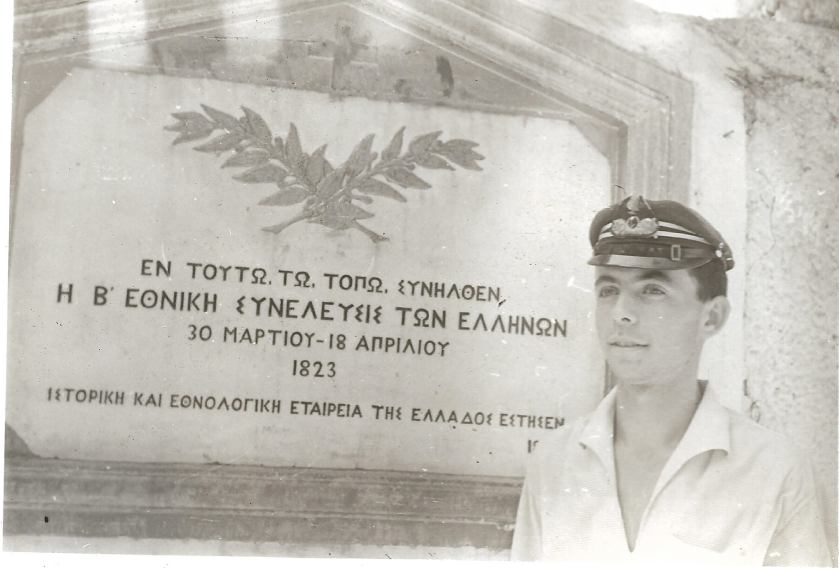 ΕΝ ΤΟΥΤΩ, ΤΩ, ΤΟΠΩ, ΣΥΝΗΛΘΕΝ,
Η Β' ΕΘΝΙΚΗ ΣΥΝΕΛΕΥΣΙΣ ΤΩΝ ΕΛΛΗΝΩΝ
30 ΜΑΡΤΙΟΥ-18 ΑΠΡΙΛΙΟΥ
1823
ΙΣΤΟΡΙΚΗ ΚΑΙ ΕΘΝΟΛΟΓΙΚΗ ΕΤΑΙΡΕΙΑ ΤΗΣ ΕΛΛΑΔΟΣ ΕΣΤΗΣΕΝ